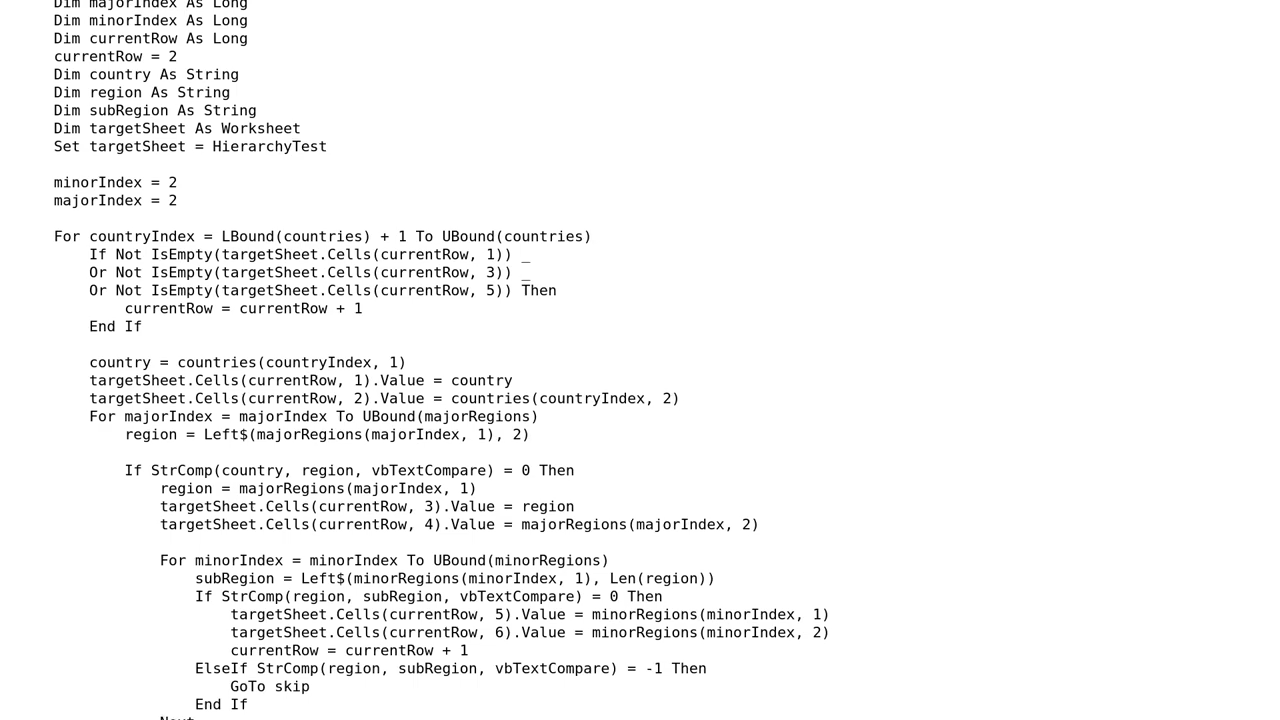 Dim majorIndex As Long
Dim minorIndex As Long
Dim currentRow As Long
currentRow = 2
Dim country As String
Dim region As String
Dim subRegion As String
Dim targetSheet As Worksheet
Set targetSheet = HierarchyTest

minorIndex = 2
majorIndex = 2

For countryIndex = LBound(countries) + 1 To UBound(countries)
    If Not IsEmpty(targetSheet.Cells(currentRow, 1)) _
    Or Not IsEmpty(targetSheet.Cells(currentRow, 3)) _
    Or Not IsEmpty(targetSheet.Cells(currentRow, 5)) Then
        currentRow = currentRow + 1
    End If

    country = countries(countryIndex, 1)
    targetSheet.Cells(currentRow, 1).Value = country
    targetSheet.Cells(currentRow, 2).Value = countries(countryIndex, 2)
    For majorIndex = majorIndex To UBound(majorRegions)
        region = Left$(majorRegions(majorIndex, 1), 2)

        If StrComp(country, region, vbTextCompare) = 0 Then
            region = majorRegions(majorIndex, 1)
            targetSheet.Cells(currentRow, 3).Value = region
            targetSheet.Cells(currentRow, 4).Value = majorRegions(majorIndex, 2)

            For minorIndex = minorIndex To UBound(minorRegions)
                subRegion = Left$(minorRegions(minorIndex, 1), Len(region))
                If StrComp(region, subRegion, vbTextCompare) = 0 Then
                    targetSheet.Cells(currentRow, 5).Value = minorRegions(minorIndex, 1)
                    targetSheet.Cells(currentRow, 6).Value = minorRegions(minorIndex, 2)
                    currentRow = currentRow + 1
                ElseIf StrComp(region, subRegion, vbTextCompare) = -1 Then
                    GoTo skip
                End If
            Next